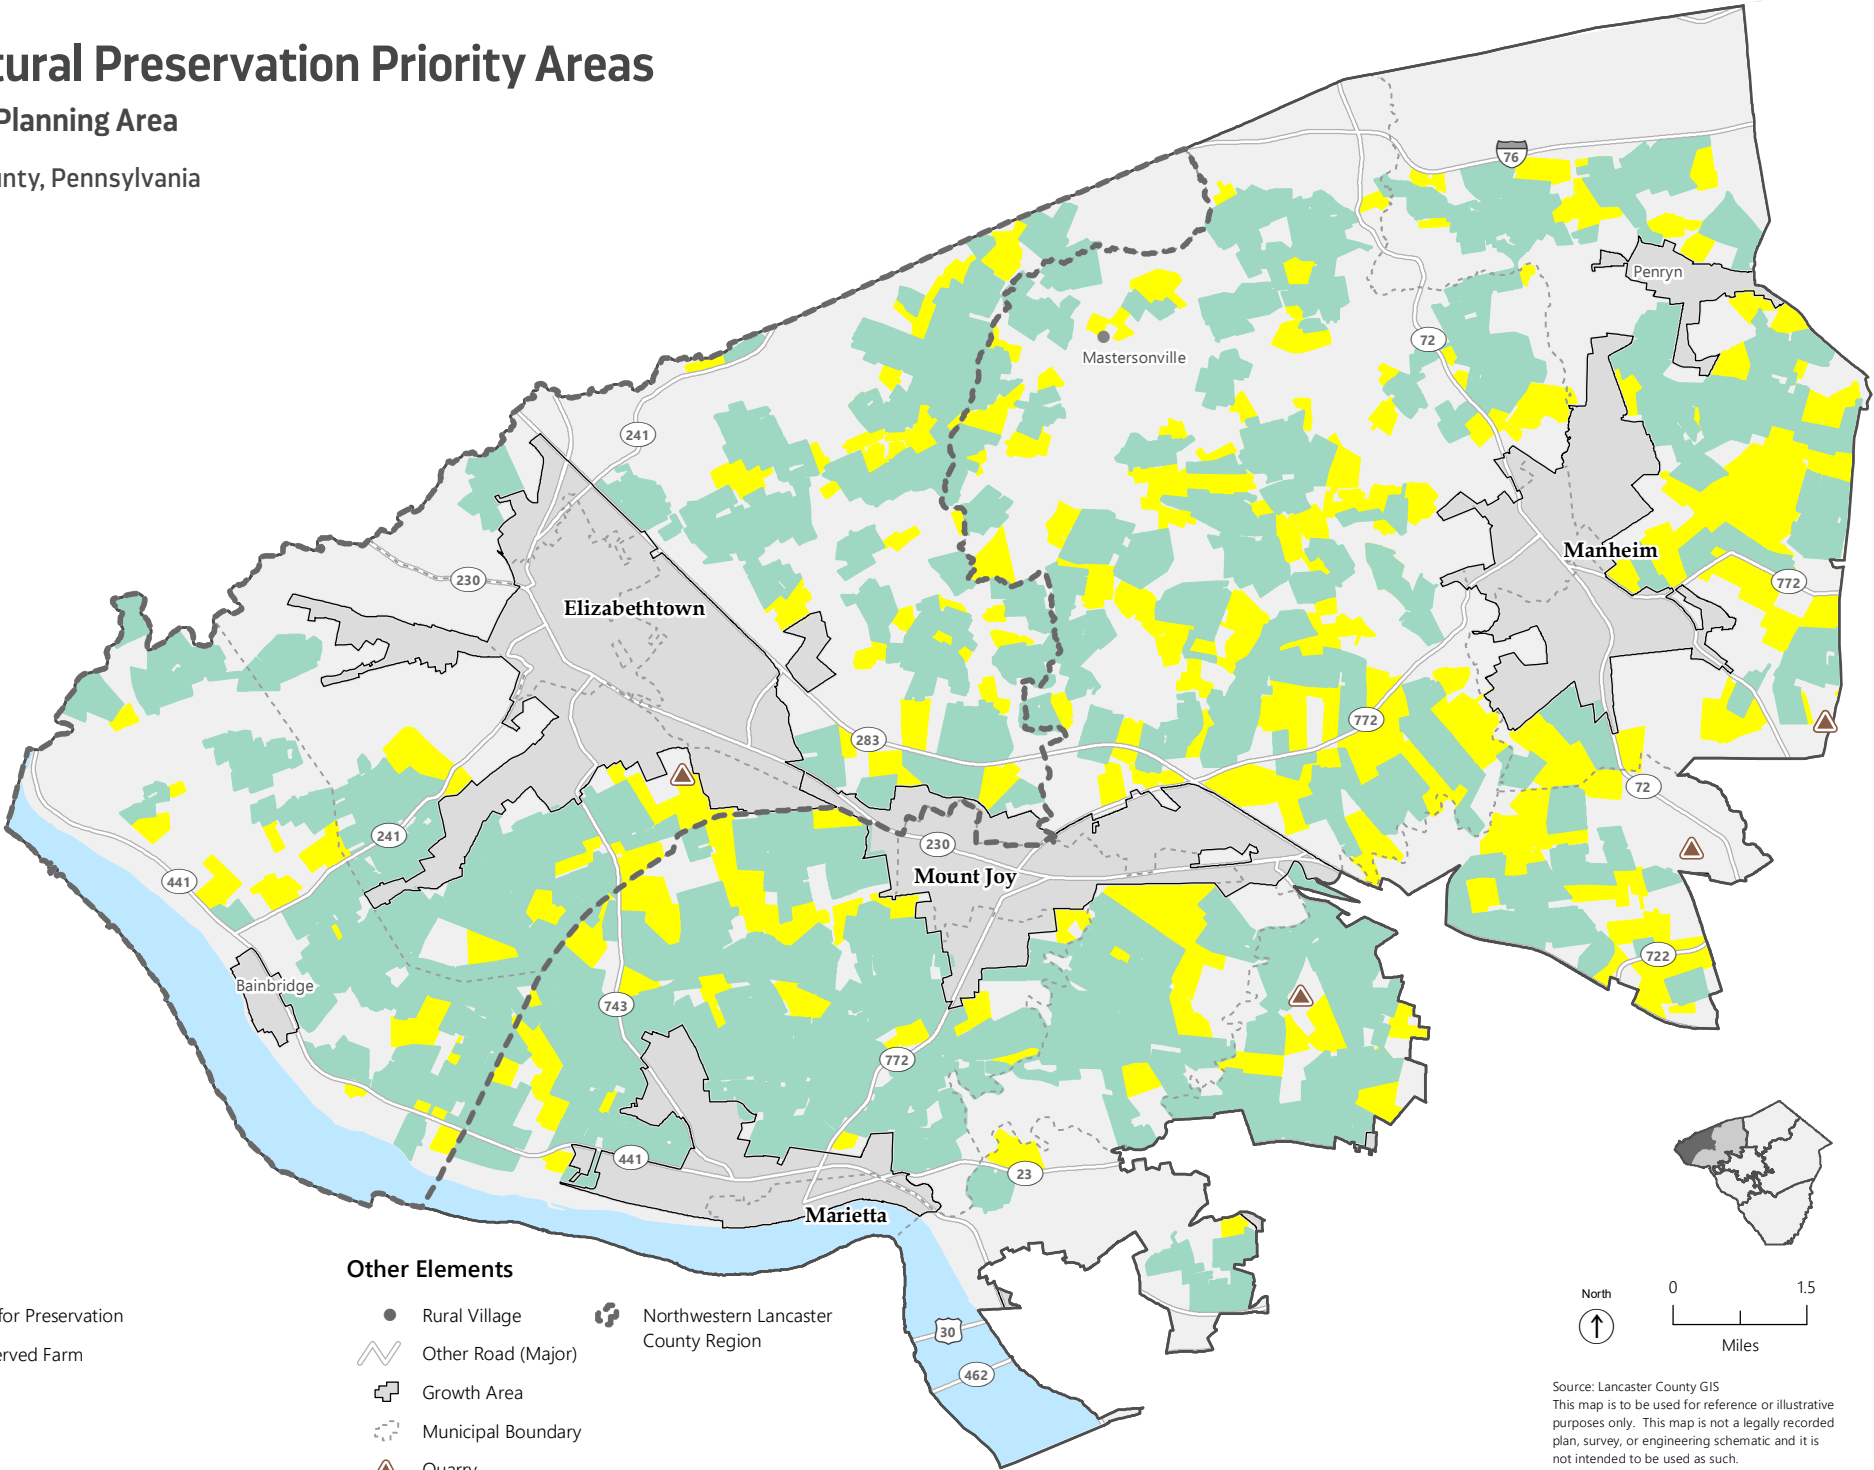 tural Preservation Priority Areas
Planning Area
unty, Pennsylvania
76
Penryn
Mastersonville
72
241
230
Elizabethtown
Manheim
772
283
772
72
241
441
230
Mount Joy
722
Bainbridge
743
772
441
23
Marietta
30
462
for Preservation
erved Farm
Other Elements
Rural Village
Other Road (Major)
Growth Area
Municipal Boundary
Quarry
Northwestern Lancaster
County Region
North
0 1.5
Miles
Source: Lancaster County GIS
This map is to be used for reference or illustrative
purposes only. This map is not a legally recorded
plan, survey, or engineering schematic and it is
not intended to be used as such.